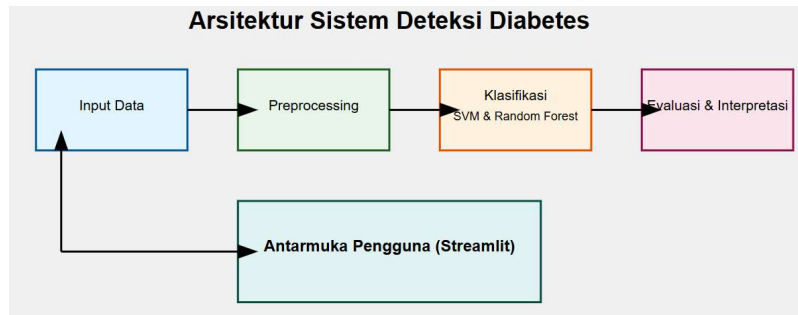 Arsitektur Sistem Deteksi Diabetes
Input Data
Preprocessing
Klasifikasi
SVM & Random Forest
Evaluasi & Interpretasi
Antarmuka Pengguna (Streamlit)